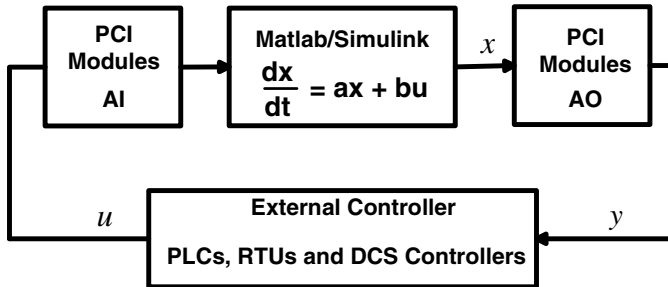 PCI
Modules
AI
Matlab/Simulink
dx
dt
= ax + bu
x
PCI
Modules
AO
u
External Controller
PLCs, RTUs and DCS Controllers
y